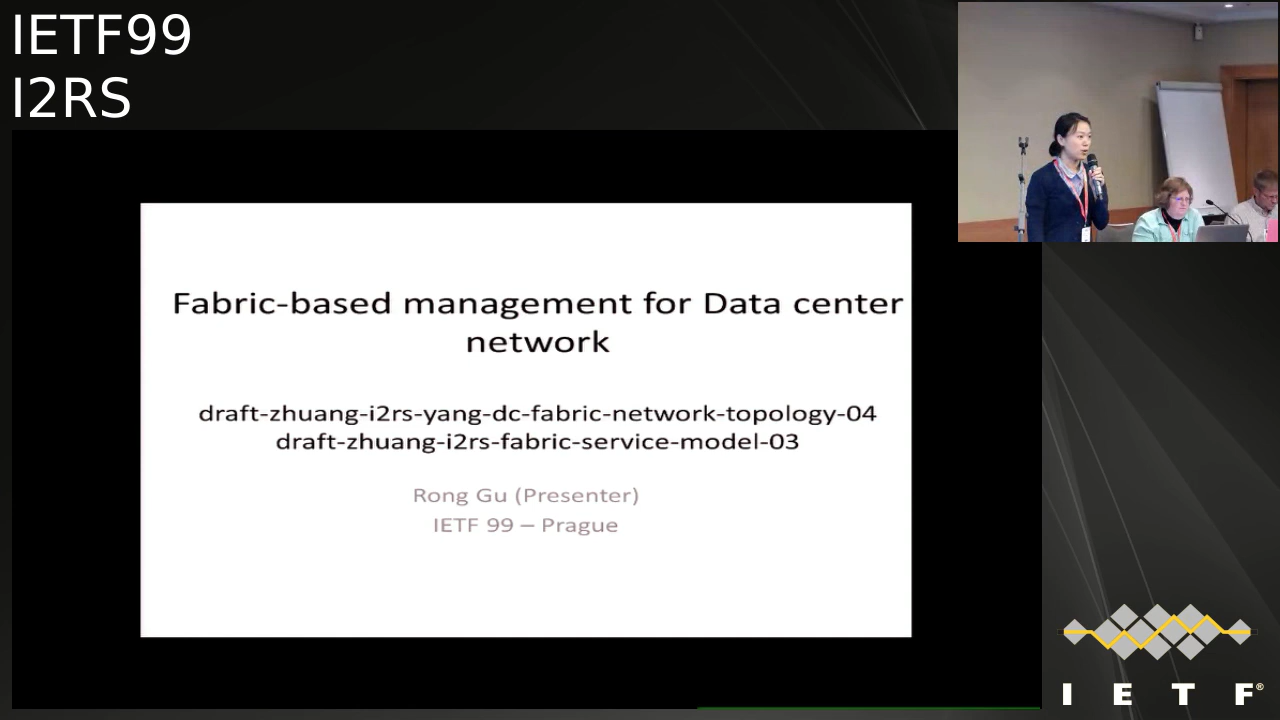 IETF99
I2RS
Fabric-based management for Data center
network
draft-zhuang-i2rs-yang-dc-fabric-network-topology-04
draft-zhuang-i2rs-fabric-service-model-03
Rong Gu (Presenter)
IETF 99 – Prague
I E T F®